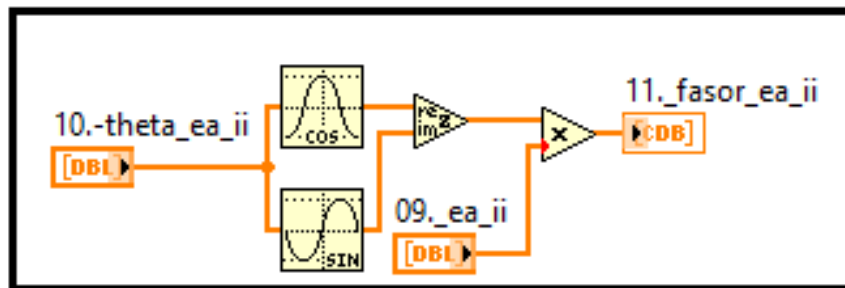 11._fasor_ea_ii
10.-theta_ea_ii
COS
re
im
z
x
[CDB]
[DBL]
09._ea_ii
SIN
[DBL]